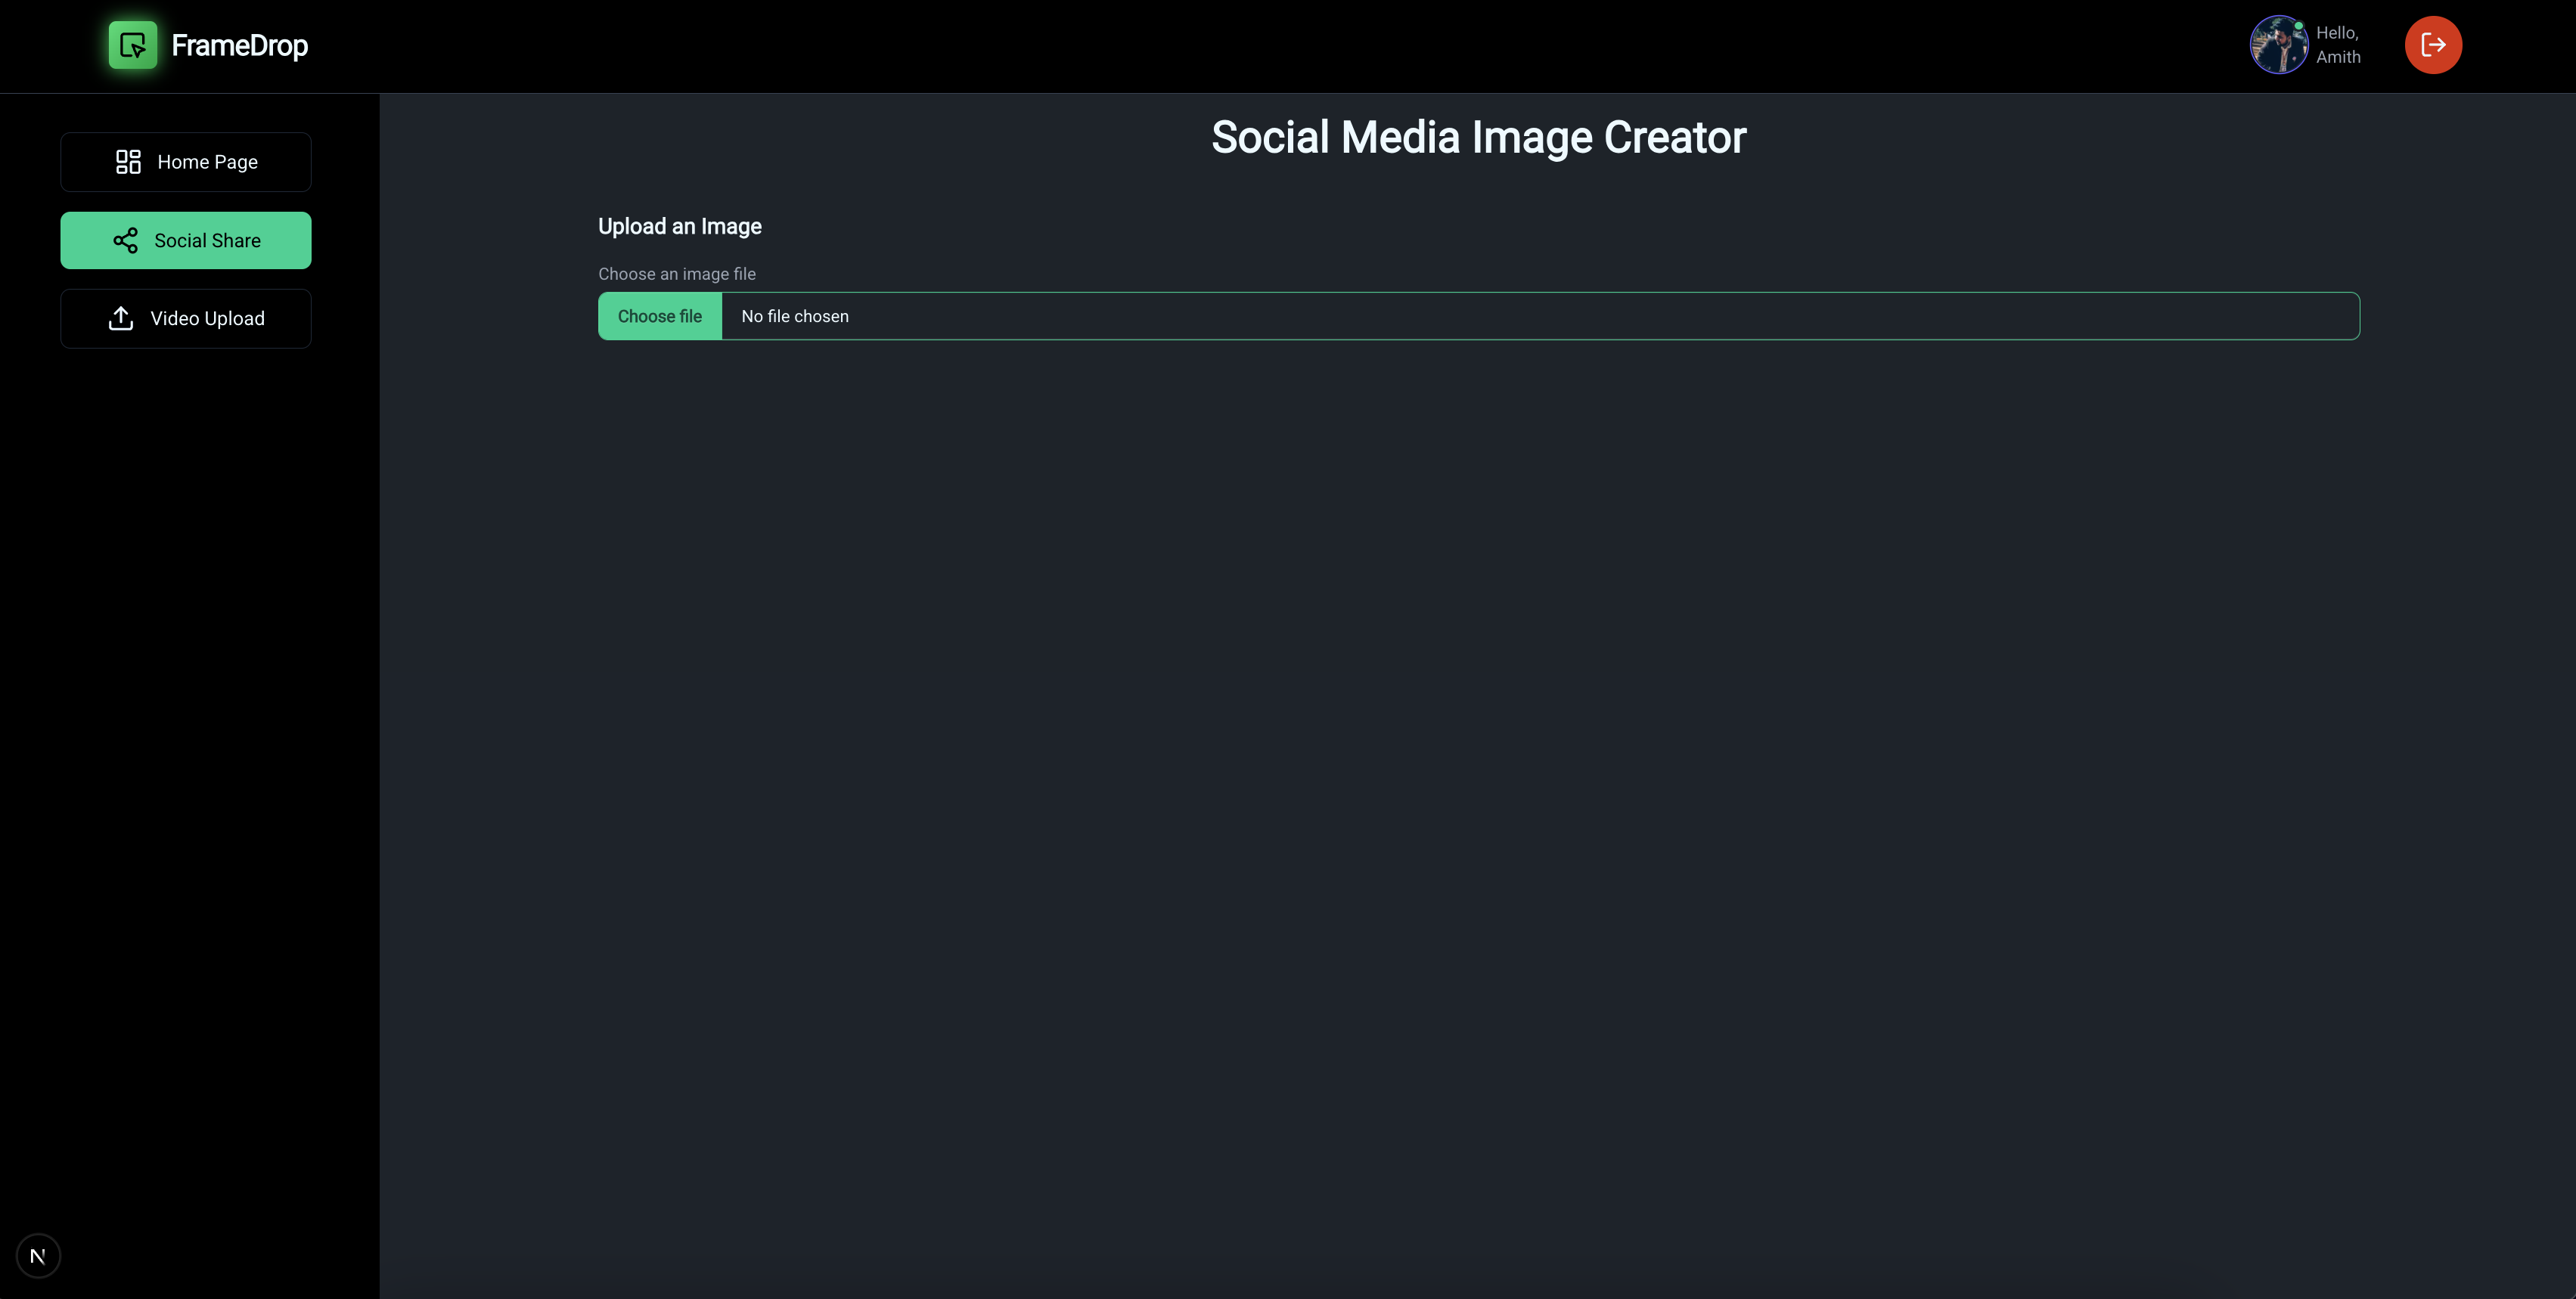 FrameDrop
Hello,
Amith
Home Page
Social Share
Video Upload
Social Media Image Creator
Upload an Image
Choose an image file
Choose file
No file chosen
N